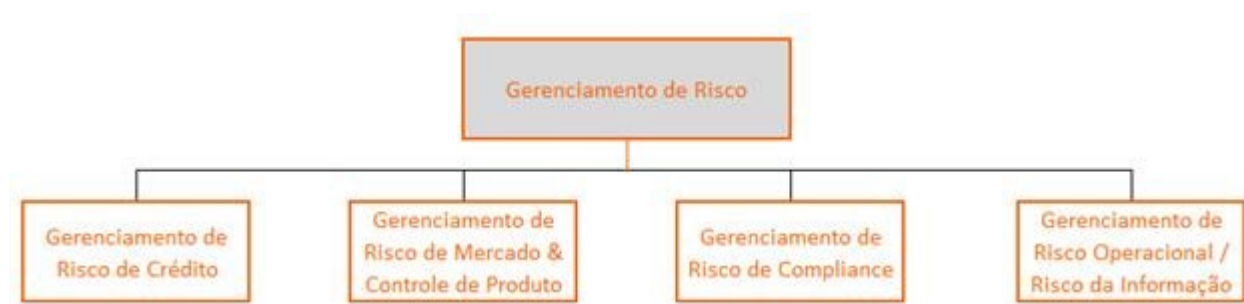 Gerenciamento de Risco
Gerenciamento de
Risco de Crédito
Gerenciamento de
Risco de Mercado &
Controle de Produto
Gerenciamento de
Risco de Compliance
Gerenciamento de
Risco Operacional /
Risco da Informação